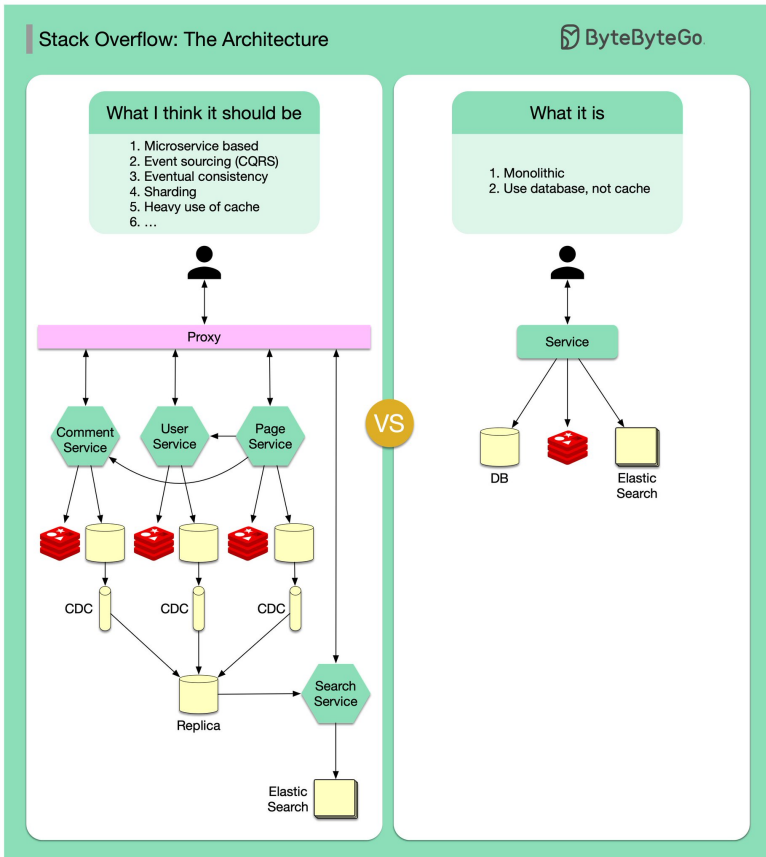 Stack Overflow: The Architecture
ByteByteGo.
What I think it should be
1. Microservice based
2. Event sourcing (CQRS)
3. Eventual consistency
4. Sharding
5. Heavy use of cache
6. …
Proxy
Comment
Service
User
Service
Page
Service
CDC
CDC
CDC
Replica
Search
Service
Elastic
Search
VS
What it is
1. Monolithic
2. Use database, not cache
Service
DB
Elastic
Search